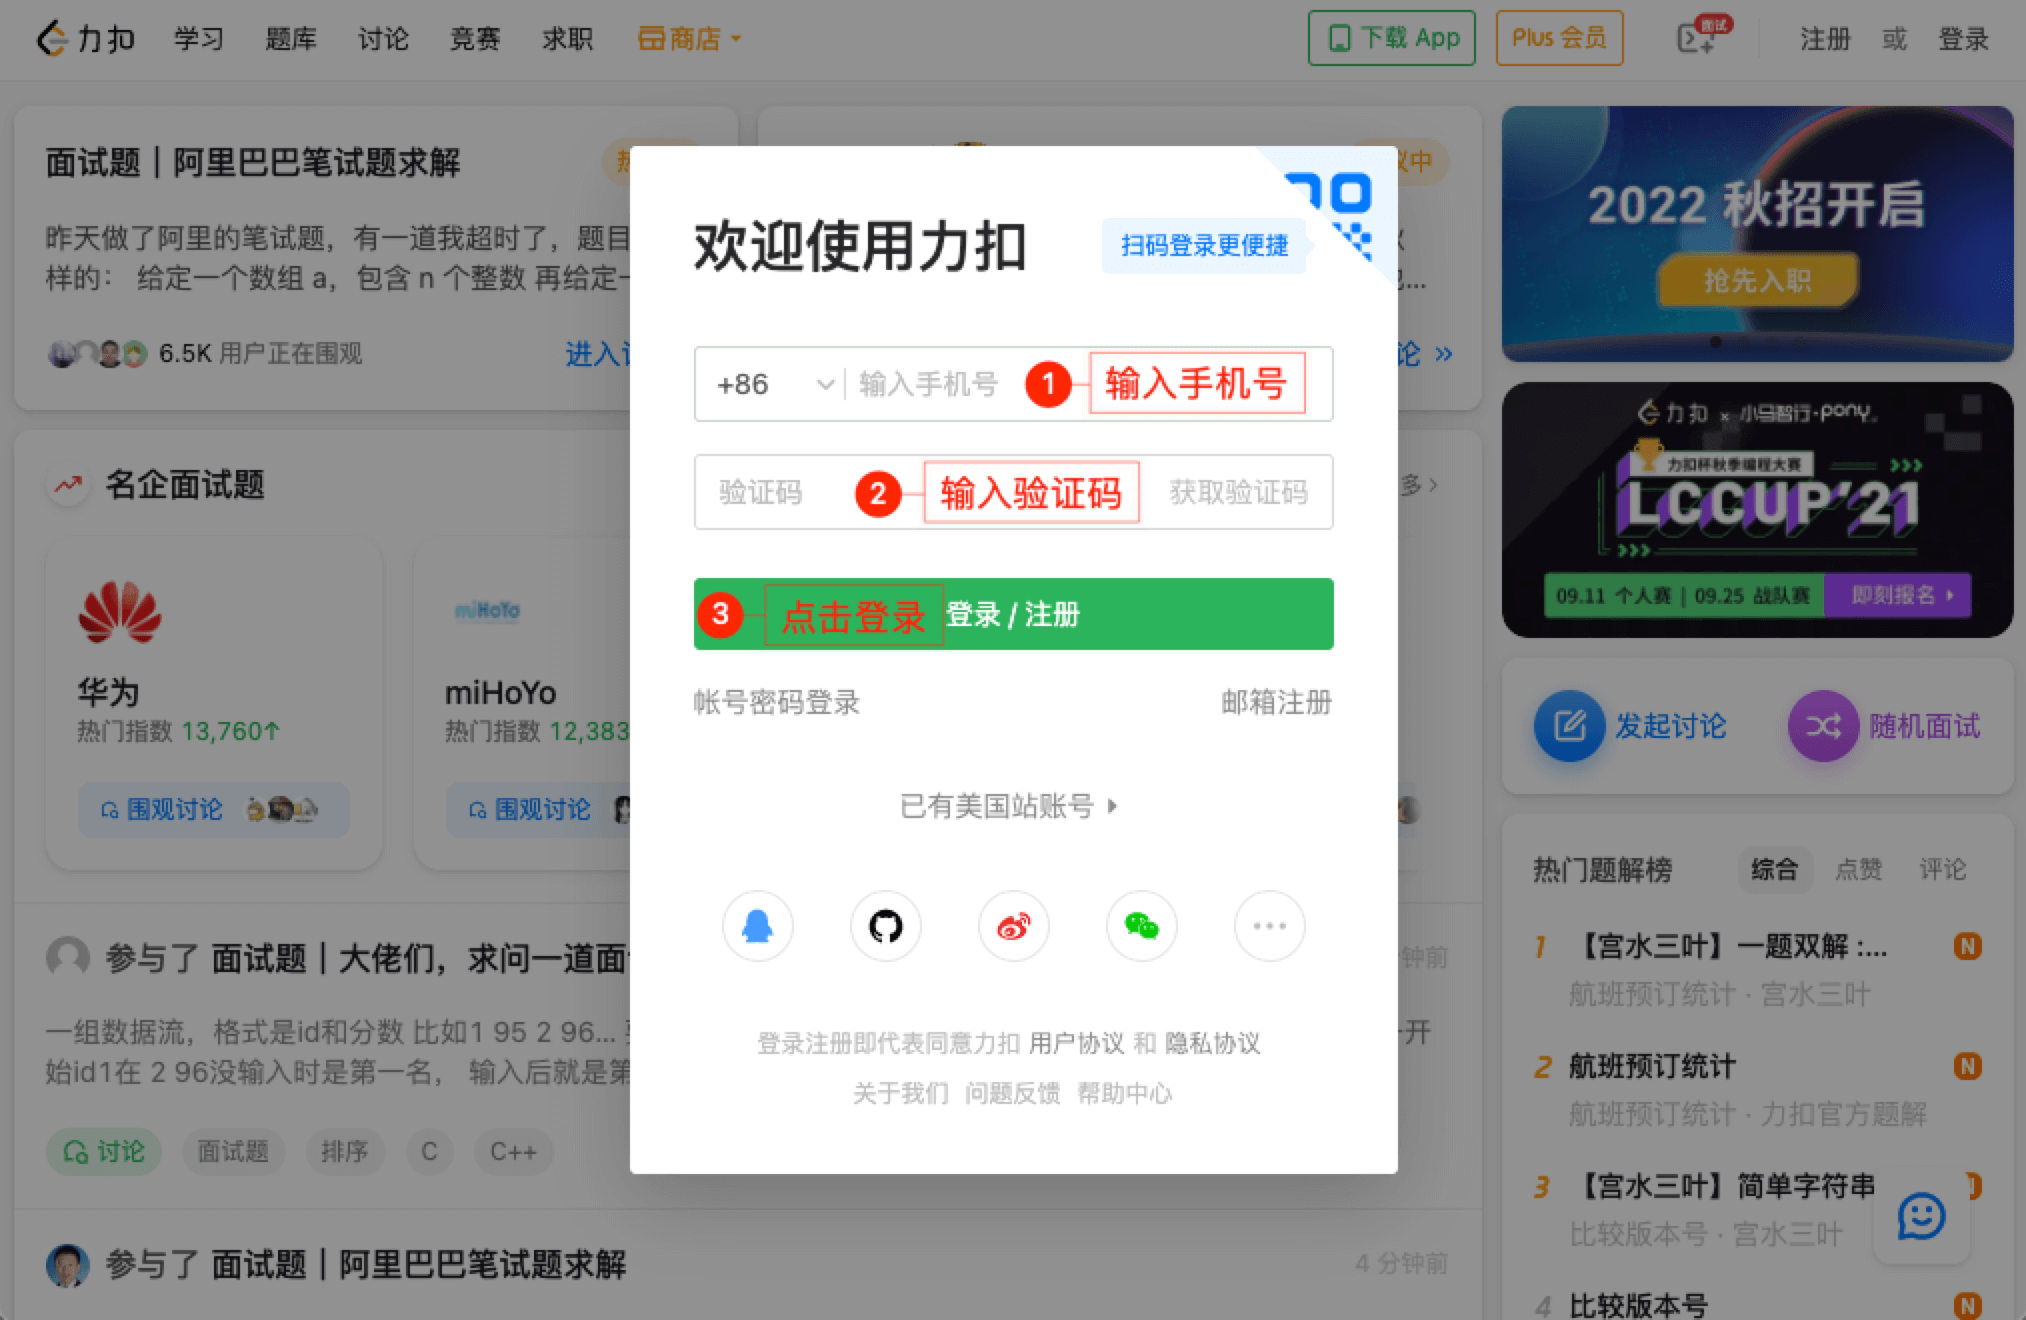 力扣 学习 题库 讨论 竞赛 求职 商店 下载 App Plus 会员 面试 注册 或 登录
面试题 | 阿里巴巴笔试题求解
昨天做了阿里的笔试题，有一道我超时了，题目
样的： 给定一个数组 a，包含 n 个整数 再给定一
6.5K 用户正在围观
进入
议中
论 »
名企面试题
多 >
华为
热门指数 13,760↑
围观讨论
miHoYo
miHoYo
热门指数 12,383
围观讨论
参与了 面试题 | 大佬们，求问一道面
钟前
一组数据流，格式是id和分数 比如1 95 2 96...
开
始id1在 2 96没输入时是第一名， 输入后就是第
讨论 面试题 排序 C C++
参与了 面试题 | 阿里巴巴笔试题求解
4 分钟前
欢迎使用力扣
扫码登录更便捷
+86 输入手机号 1 输入手机号
验证码 2 输入验证码 获取验证码
3 点击登录 登录 / 注册
帐号密码登录 邮箱注册
已有美国站账号
登录注册即代表同意力扣 用户协议 和 隐私协议
关于我们 问题反馈 帮助中心
2022 秋招开启
抢先入职
力扣 × 小马智行·pony.
力扣杯秋季编程大赛
LCCUP'21
09.11 个人赛 | 09.25 战队赛 即刻报名
发起讨论 随机面试
热门题解榜 综合 点赞 评论
1 【宫水三叶】一题双解 :... N
航班预订统计 · 宫水三叶
2 航班预订统计 N
航班预订统计 · 力扣官方题解
3 【宫水三叶】简单字符串
比较版本号 · 宫水三叶
4 比较版本号 N